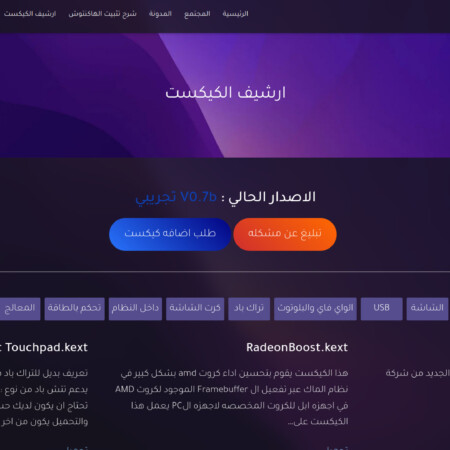 الرئيسية المجتمع المدونة شرح تثبيت الهاكنتوش ارشيف الكيكست
ارشيف الكيكست
الاصدار الحالي : V0.7b تجريبي
تبليغ عن مشكله طلب اضافه كيكست
الشاشة USB الواي فاي والبلوتوث تراك باد كرت الشاشة داخل النظام تحكم بالطاقة المعالج
الجديد من شركة
RadeonBoost.kext
هذا الكيكست يقوم بتحسين اداء كروت amd بشكل كبير في
نظام الماك عبر تفعيل ال Framebuffer الموجود لكروت AMD
في اجهزه ابل للكروت المخصصه لاجهزه الPC يعمل هذا
الكيكست على...
Touchpad.kext
تعريف بديل للتراك باد
يدعم تتش باد من نوع :
تحتاج ان يكون لديك
والتحميل يكون من اخر